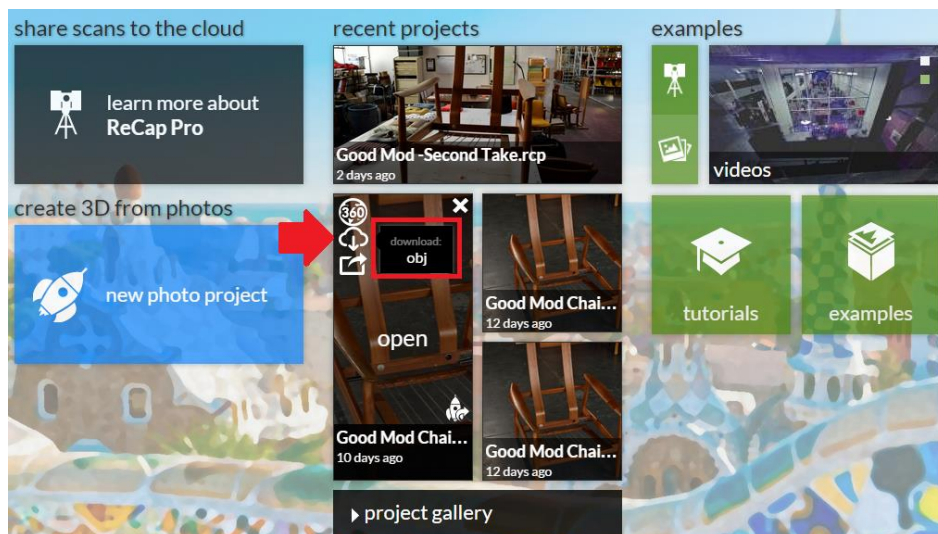 share scans to the cloud
learn more about
ReCap Pro
create 3D from photos
new photo project
recent projects
Good Mod -Second Take.rcp
2 days ago
360
download:
obj
open
Good Mod Chai...
10 days ago
Good Mod Chai...
12 days ago
Good Mod Chai...
12 days ago
project gallery
examples
videos
tutorials
examples